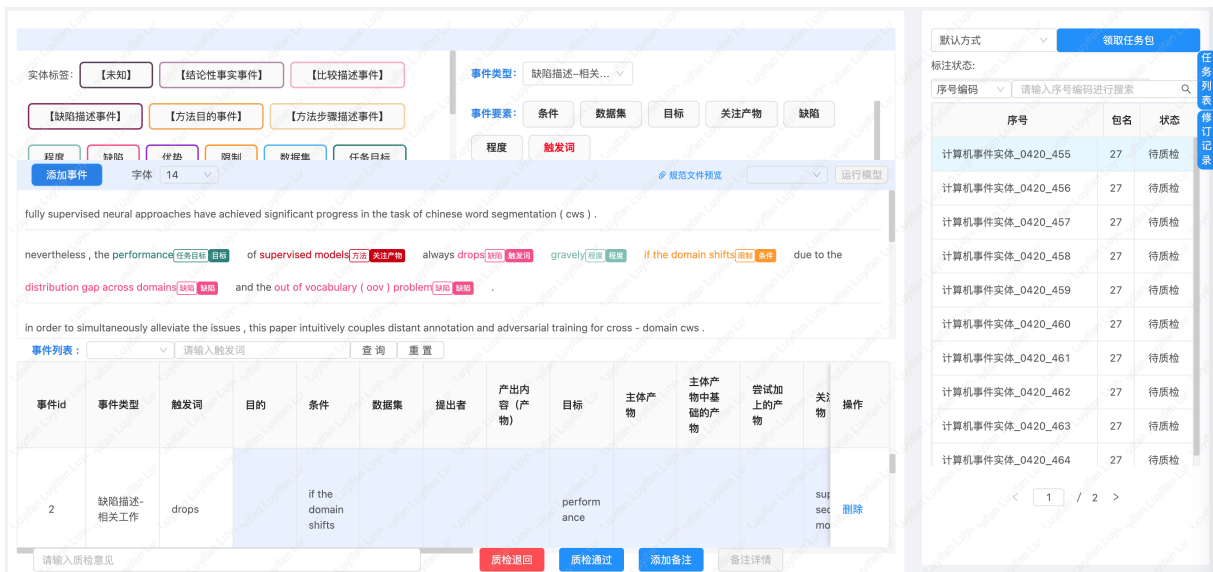 默认方式 领取任务包
标注状态:
序号编码 请输入序号编码进行搜索
任务列表
修订记录
实体标签: 【未知】 【结论性事实事件】 【比较描述事件】
【缺陷描述事件】 【方法目的事件】 【方法步骤描述事件】
程度 缺陷 优势 限制 数据集 任务目标
事件类型: 缺陷描述-相关...
事件要素: 条件 数据集 目标 关注产物 缺陷
程度 触发词
添加事件 字体 14 规范文件预览 运行模型
fully supervised neural approaches have achieved significant progress in the task of chinese word segmentation ( cws ) .
nevertheless , the performance 任务目标 目标 of supervised models 方法 关注产物 always drops 缺陷 触发词 gravely 程度 程度 if the domain shifts 限制 条件 due to the
distribution gap across domains 缺陷 缺陷 and the out of vocabulary ( oov ) problem 缺陷 缺陷 .
in order to simultaneously alleviate the issues , this paper intuitively couples distant annotation and adversarial training for cross - domain cws .
事件列表 : 请输入触发词 查 询 重 置
事件id 事件类型 触发词 目的 条件 数据集 提出者 产出内容（产物） 目标 主体产物 主体产物中基础的产物 尝试加上的产物 关注物 操作
2 缺陷描述-相关工作 drops if the domain shifts performance sup sec mo 删除
请输入质检意见 质检退回 质检通过 添加备注 备注详情
序号 包名 状态
计算机事件实体_0420_455 27 待质检
计算机事件实体_0420_456 27 待质检
计算机事件实体_0420_457 27 待质检
计算机事件实体_0420_458 27 待质检
计算机事件实体_0420_459 27 待质检
计算机事件实体_0420_460 27 待质检
计算机事件实体_0420_461 27 待质检
计算机事件实体_0420_462 27 待质检
计算机事件实体_0420_463 27 待质检
计算机事件实体_0420_464 27 待质检
< 1 / 2 >